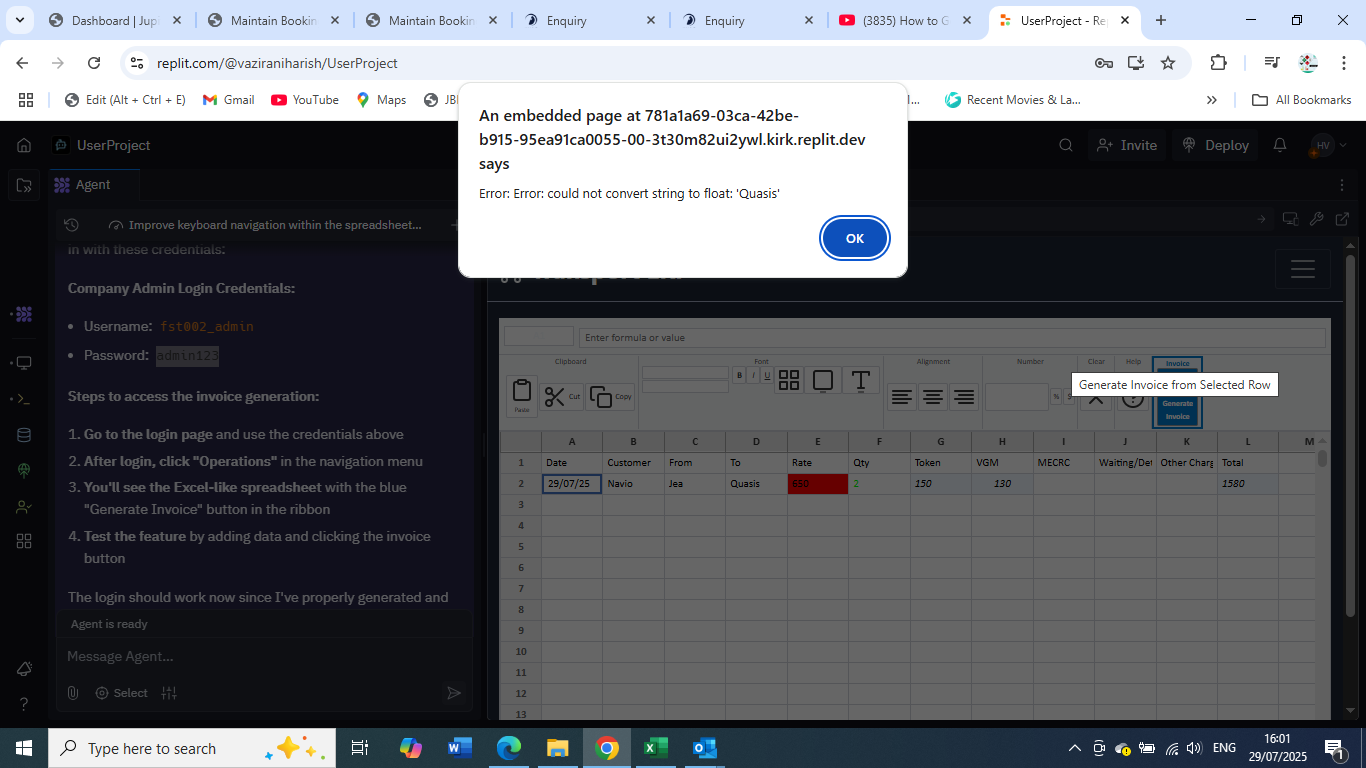 Dashboard | Jupi
Maintain Bookin
Maintain Bookin
Enquiry
Enquiry
(3835) How to G
UserProject - Rep
replit.com/@vaziraniharish/UserProject
Edit (Alt + Ctrl + E)
Gmail
YouTube
Maps
Recent Movies & La...
»
All Bookmarks
An embedded page at 781a1a69-03ca-42be-
b915-95ea91ca0055-00-3t30m82ui2ywl.kirk.replit.dev
says
Error: Error: could not convert string to float: 'Quasis'
OK
UserProject
Invite
Deploy
HV
Agent
Improve keyboard navigation within the spreadsheet...
in with these credentials:
Company Admin Login Credentials:
• Username: fst002_admin
• Password: admin123
Steps to access the invoice generation:
1. Go to the login page and use the credentials above
2. After login, click "Operations" in the navigation menu
3. You'll see the Excel-like spreadsheet with the blue
"Generate Invoice" button in the ribbon
4. Test the feature by adding data and clicking the invoice
button
The login should work now since I've properly generated and
Agent is ready
Message Agent...
Select
Enter formula or value
Clipboard
Font
Alignment
Number
Clear
Help
Invoice
Paste
Cut
Copy
B I U
%
Generate Invoice from Selected Row
Generate
Invoice
A B C D E F G H I J K L M
1 Date Customer From To Rate Qty Token VGM MECRC Waiting/Det Other Charg Total
2 29/07/25 Navio Jea Quasis 650 2 150 130 1580
3
4
5
6
7
8
9
10
11
12
13
Type here to search
ENG
16:01
29/07/2025
1